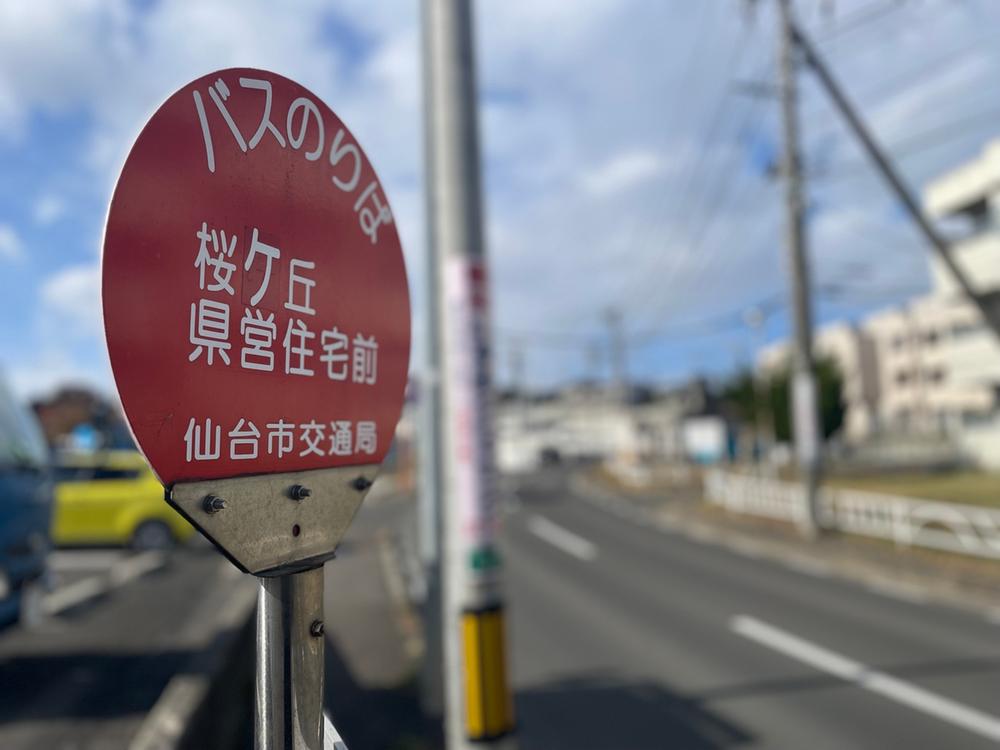 バスのりば
桜ケ丘
県営住宅前
仙台市交通局